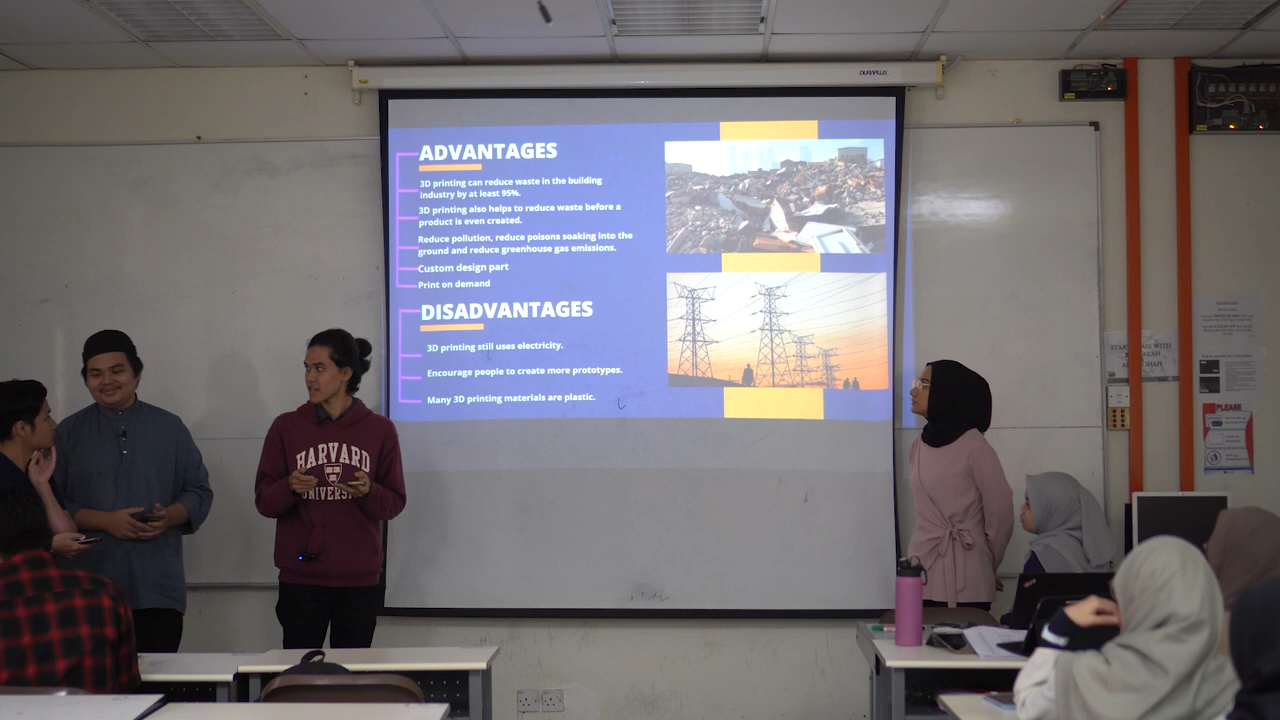 DURAPLUS
ADVANTAGES
3D printing can reduce waste in the building
industry by at least 95%.
3D printing also helps to reduce waste before a
product is even created.
Reduce pollution, reduce poisons soaking into the
ground and reduce greenhouse gas emissions.
Custom design part
Print on demand
DISADVANTAGES
3D printing still uses electricity.
Encourage people to create more prototypes.
Many 3D printing materials are plastic.
HARVARD
UNIVERSI
PLEASE